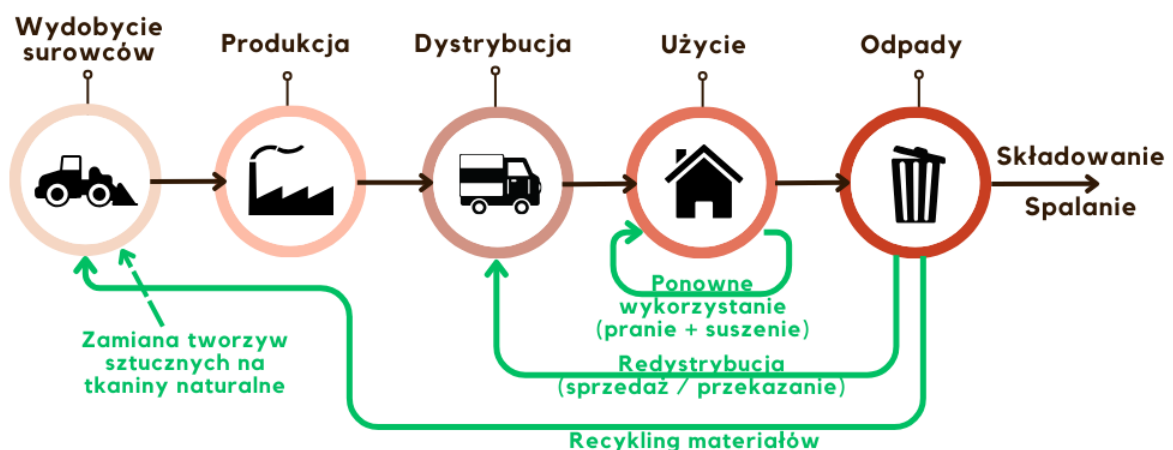 Wydobycie
surowców
Produkcja
Dystrybucja
Użycie
Odpady
Składowanie
Spalanie
Ponowne
wykorzystanie
(pranie + suszenie)
Zamiana tworzyw
sztucznych na
tkaniny naturalne
Redystrybucja
(sprzedaż / przekazanie)
Recykling materiałów